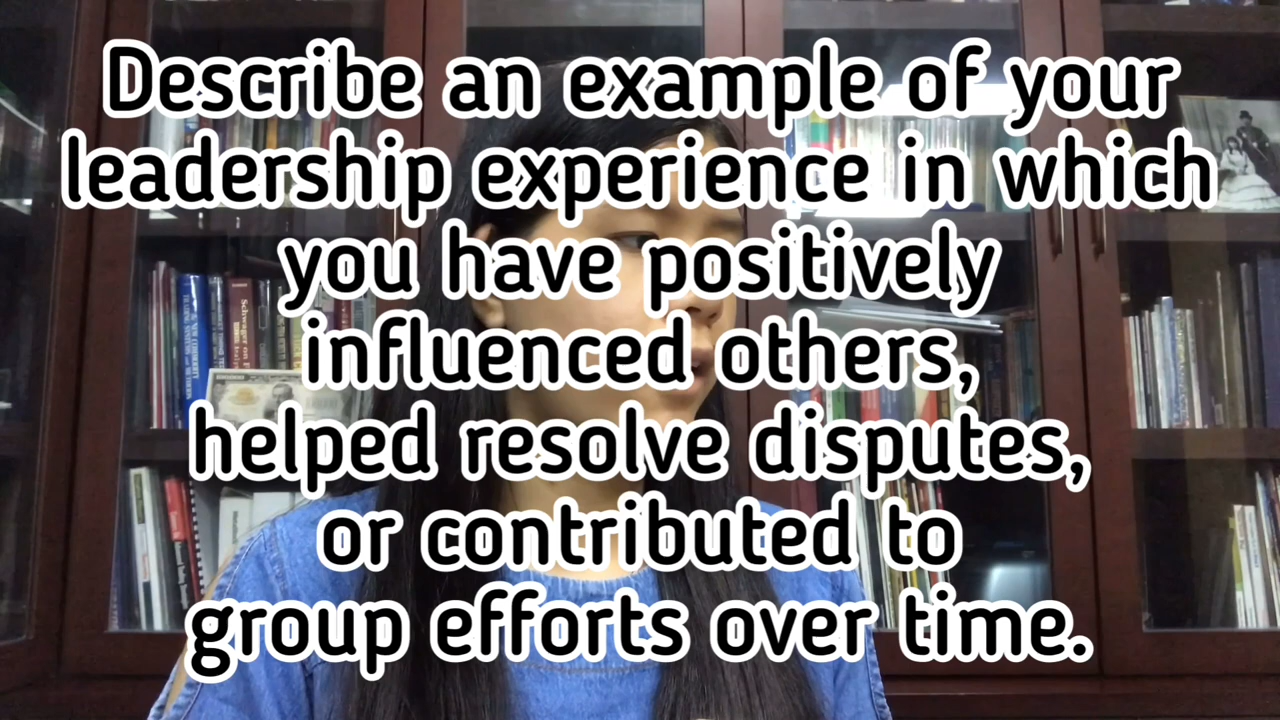 Describe an example of your
leadership experience in which
you have positively
influenced others,
helped resolve disputes,
or contributed to
group efforts over time.